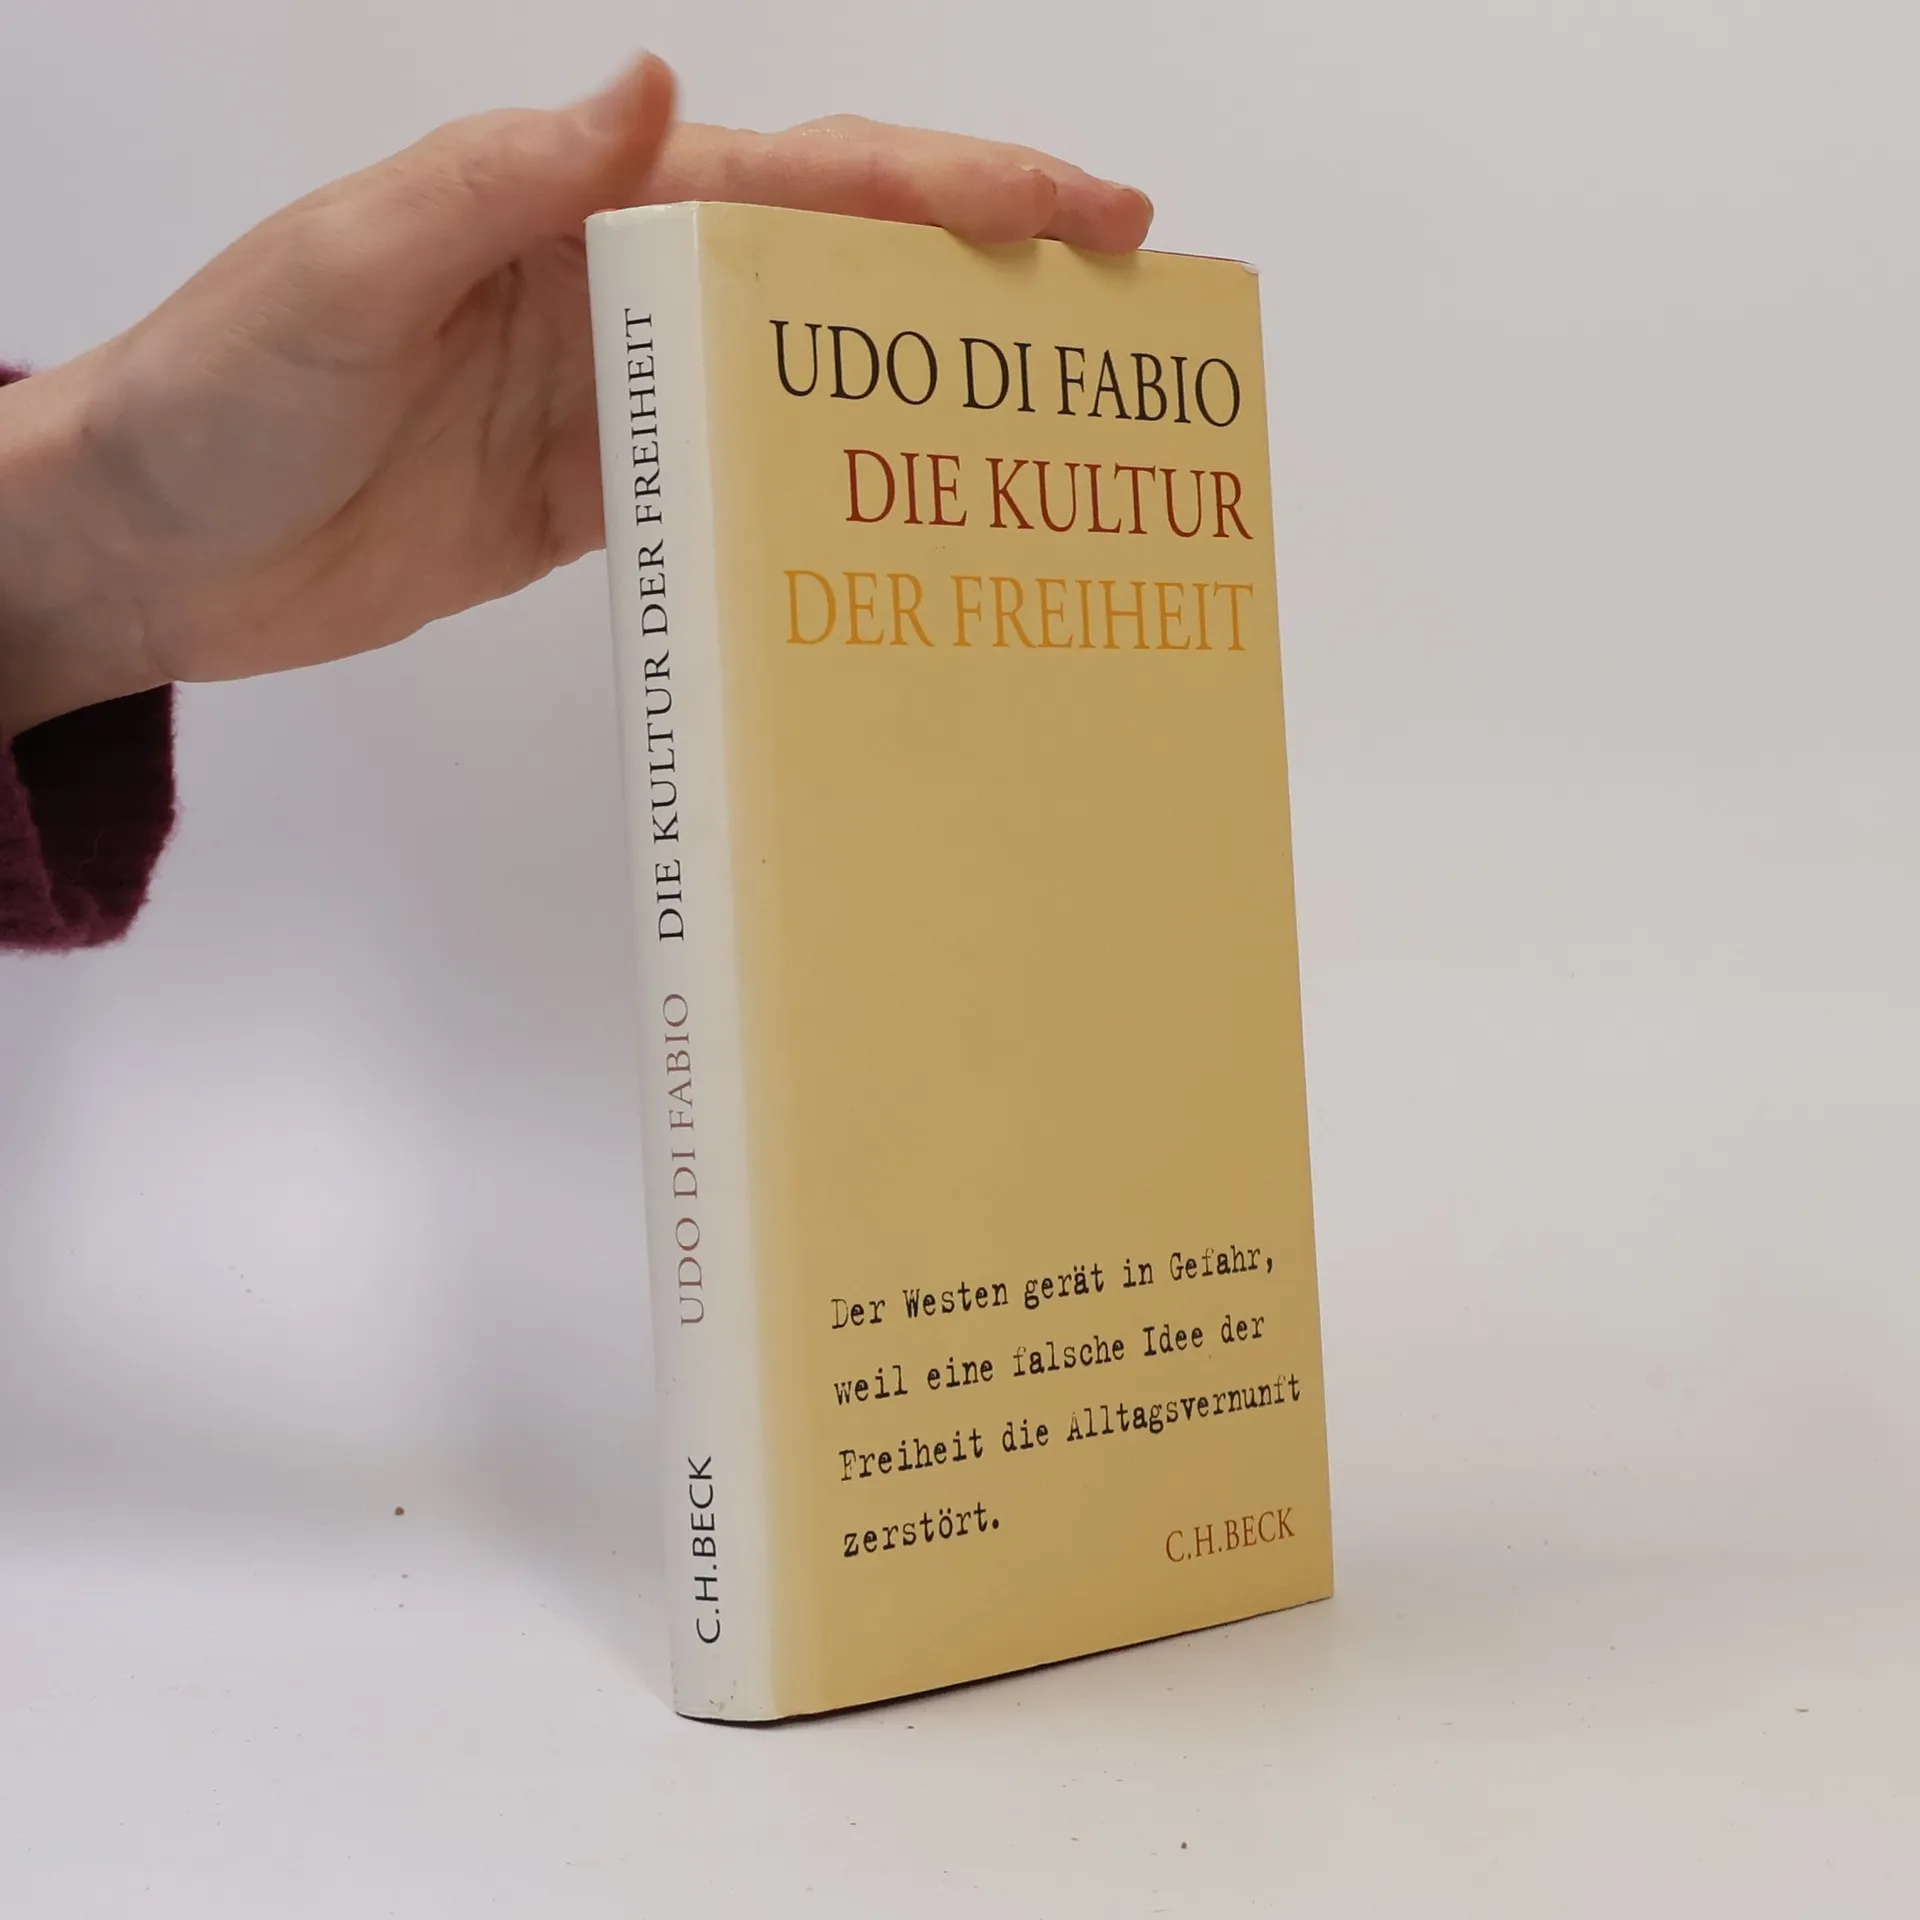 UDO DI FABIO
DIE KULTUR
DER FREIHEIT
Der Westen gerät in Gefahr,
weil eine falsche Idee der
Freiheit die Alltagsvernunft
zerstört.
C.H.BECK
UDO DI FABIO DIE KULTUR DER FREIHEIT
C.H.BECK